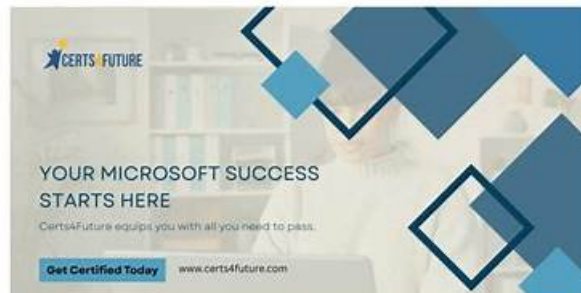 CERTS4FUTURE
YOUR MICROSOFT SUCCESS
STARTS HERE
Certs4Future equips you with all you need to pass.
Get Certified Today www.certs4future.com